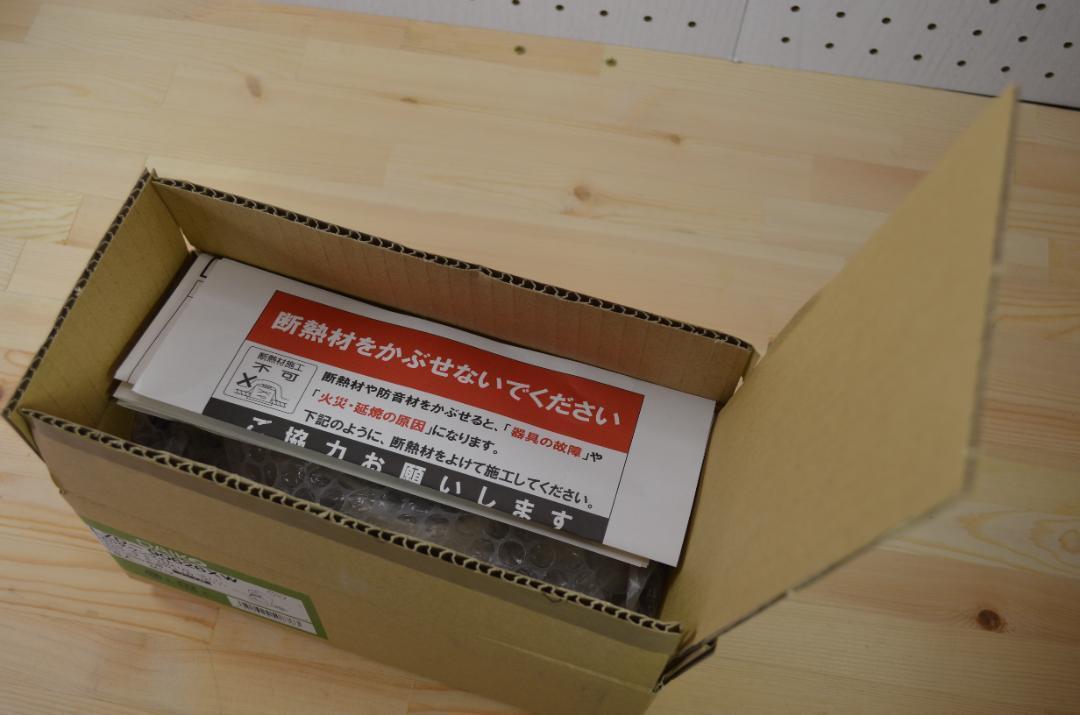 断熱材をかぶせないでください
断熱材施工
不可
断熱材や防音材をかぶせると、「器具の故障」や
「火災・延焼の原因」になります。
下記のように、断熱材をよけて施工してください。
ご協力お願いします
DAIKO